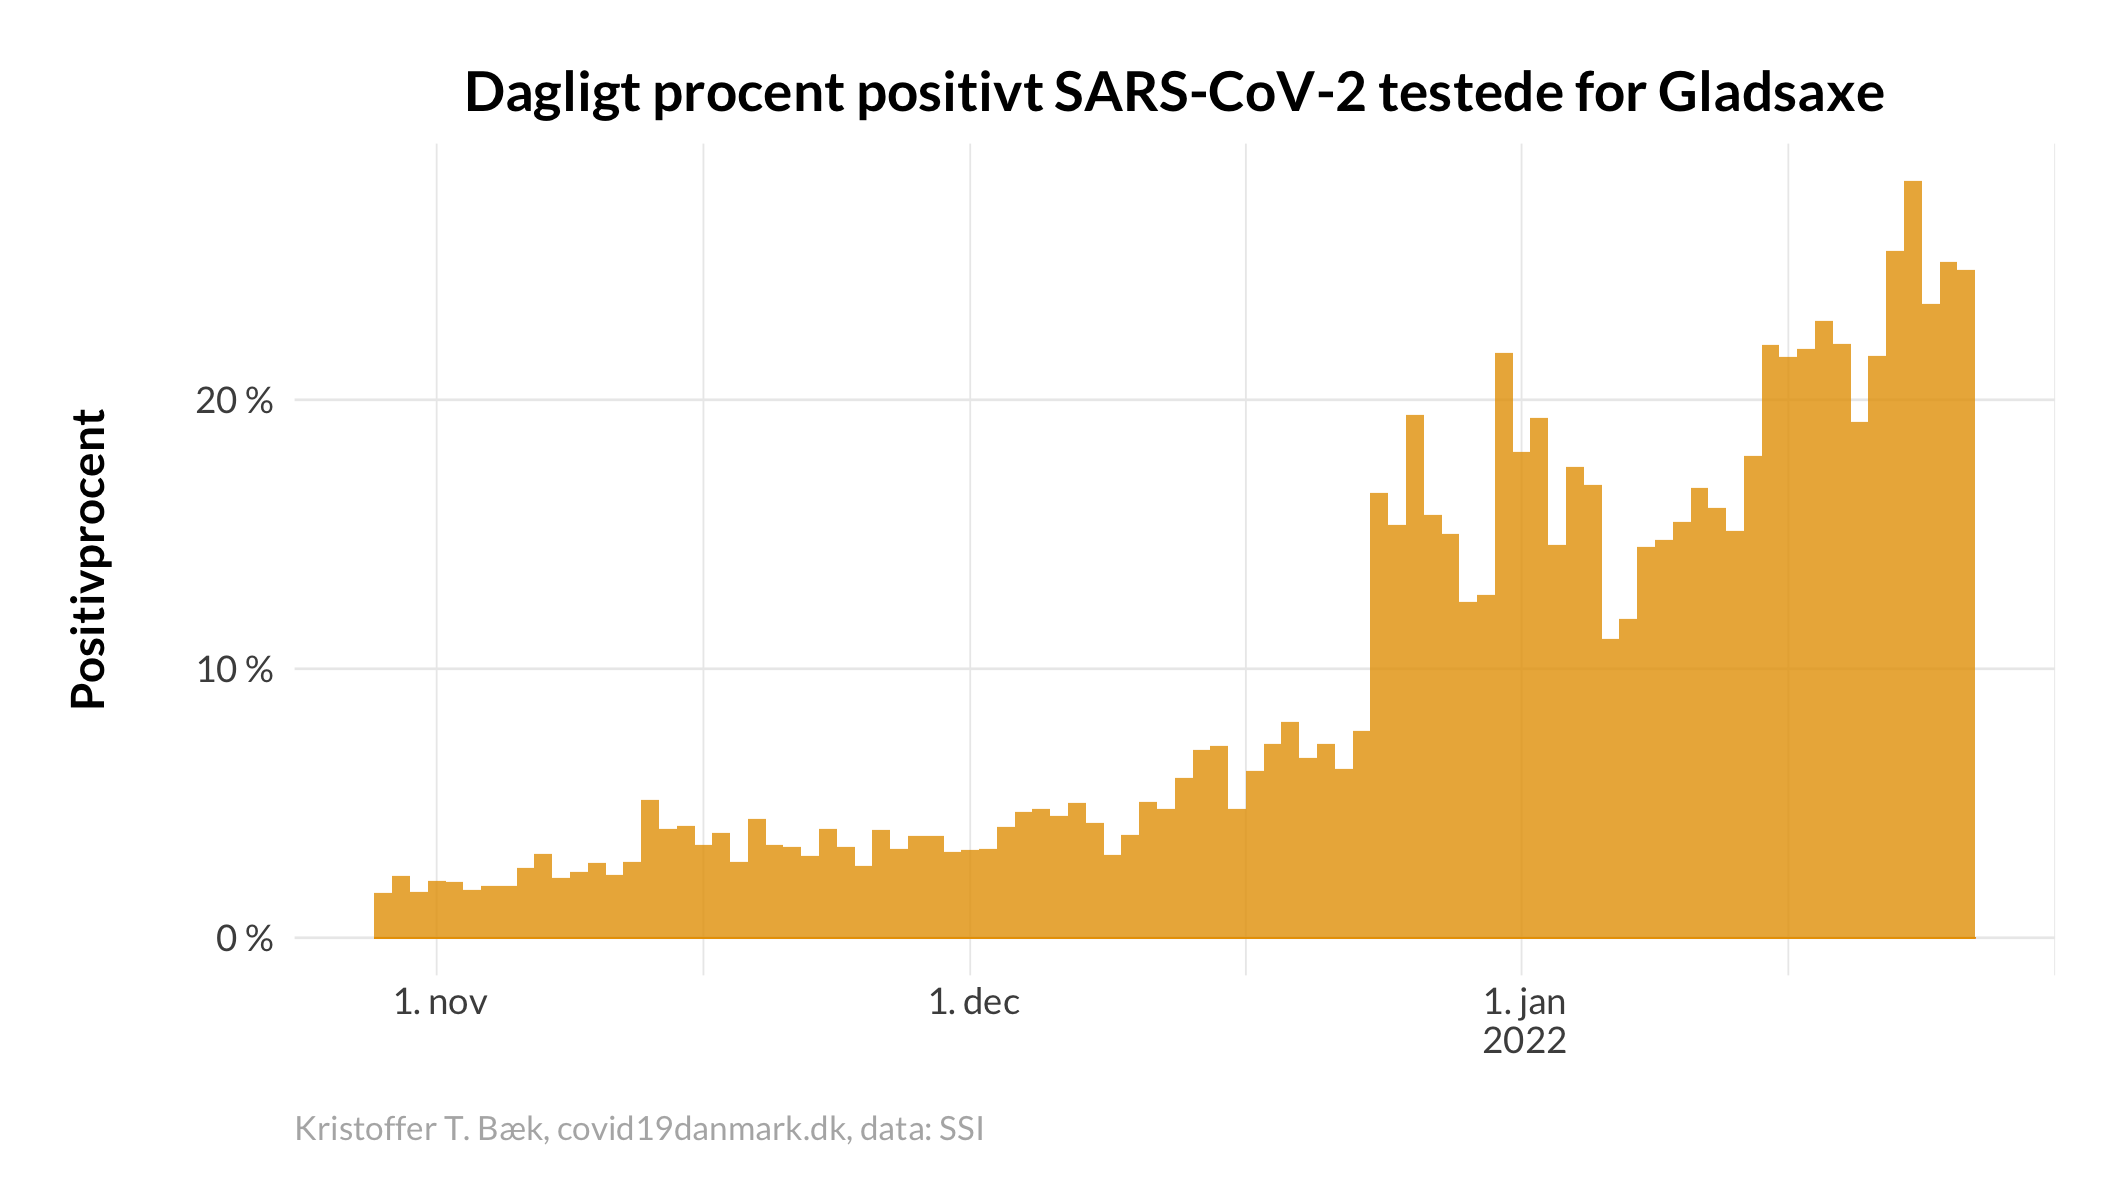 Dagligt procent positivt SARS-CoV-2 testede for Gladsaxe
Positivprocent
20 %
10 %
0 %
1. nov
1. dec
1. jan
2022
Kristoffer T. Bæk, covid19danmark.dk, data: SSI